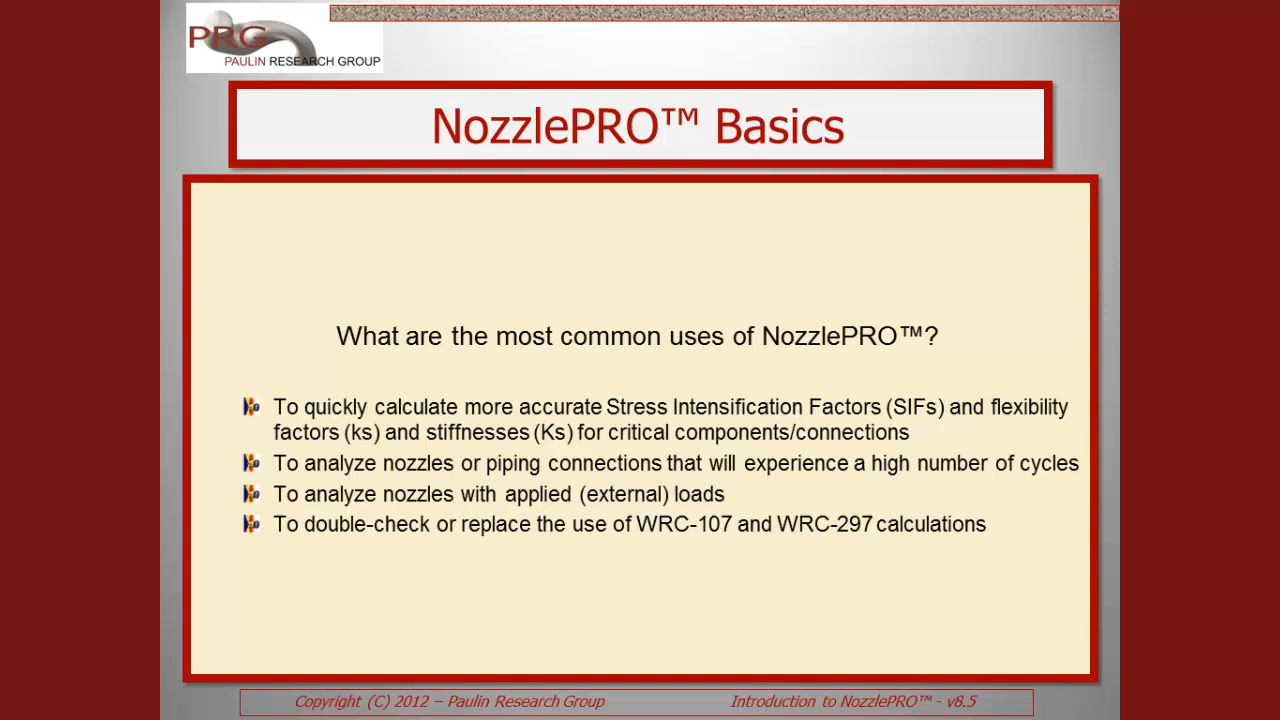 PRG
PAULIN RESEARCH GROUP
NozzlePRO™ Basics
What are the most common uses of NozzlePRO™?
To quickly calculate more accurate Stress Intensification Factors (SIFs) and flexibility
factors (ks) and stiffnesses (Ks) for critical components/connections
To analyze nozzles or piping connections that will experience a high number of cycles
To analyze nozzles with applied (external) loads
To double-check or replace the use of WRC-107 and WRC-297 calculations
Copyright (C) 2012 – Paulin Research Group
Introduction to NozzlePRO™ - v8.5